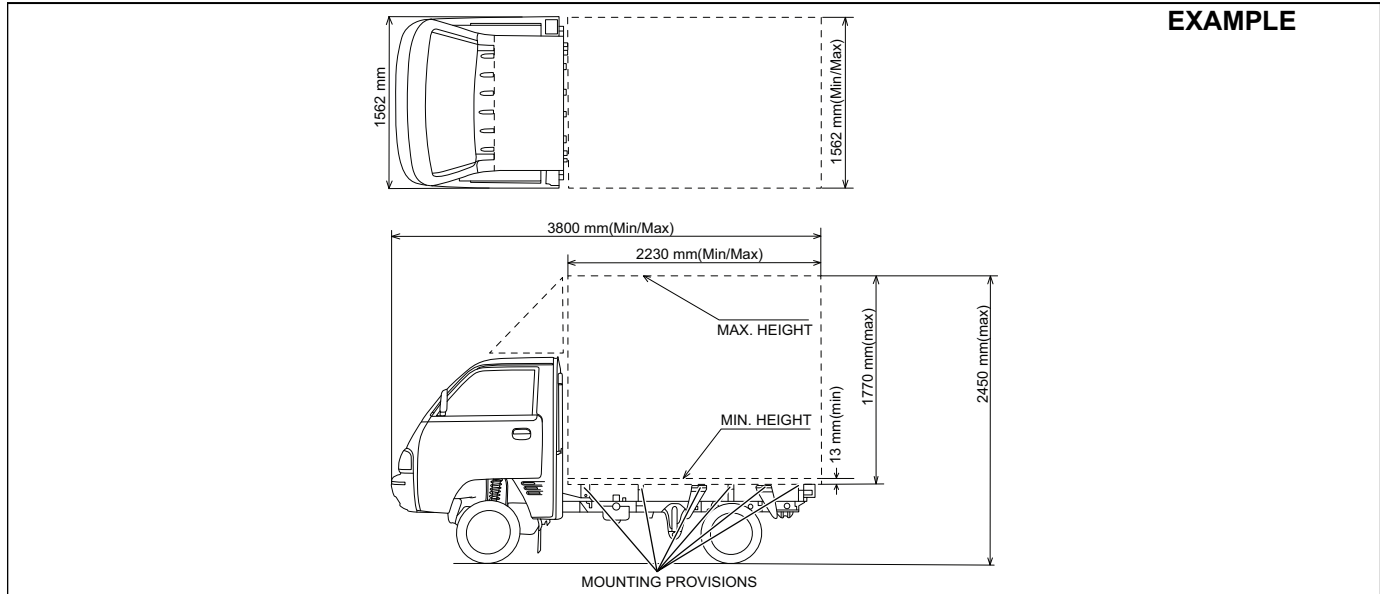 EXAMPLE
1562 mm
1562 mm(Min/Max)
3800 mm(Min/Max)
2230 mm(Min/Max)
MAX. HEIGHT
MIN. HEIGHT
13 mm(min)
1770 mm(max)
2450 mm(max)
MOUNTING PROVISIONS